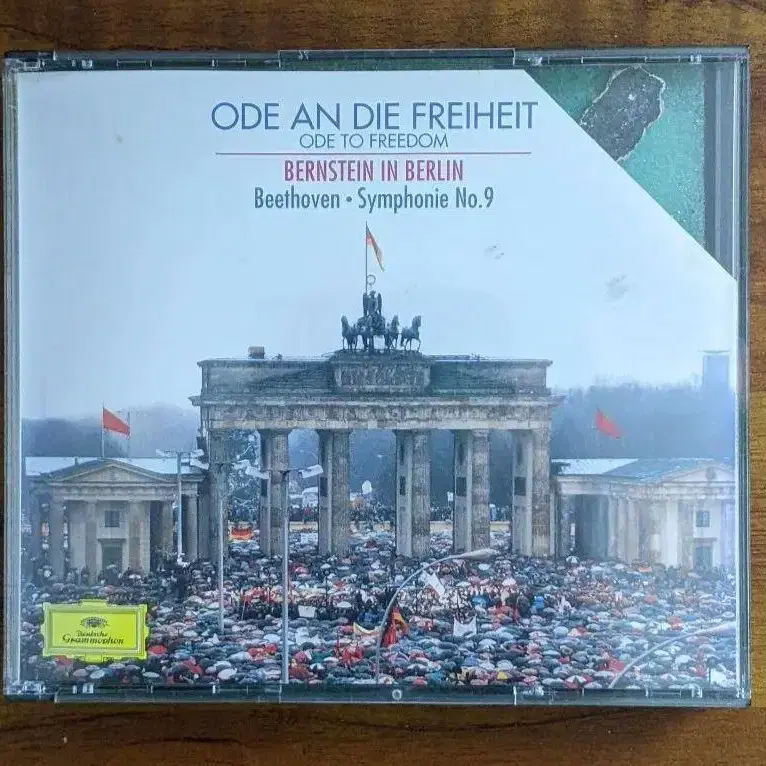 ODE AN DIE FREIHEIT
ODE TO FREEDOM
BERNSTEIN IN BERLIN
Beethoven • Symphonie No.9
Deutsche
Grammophon